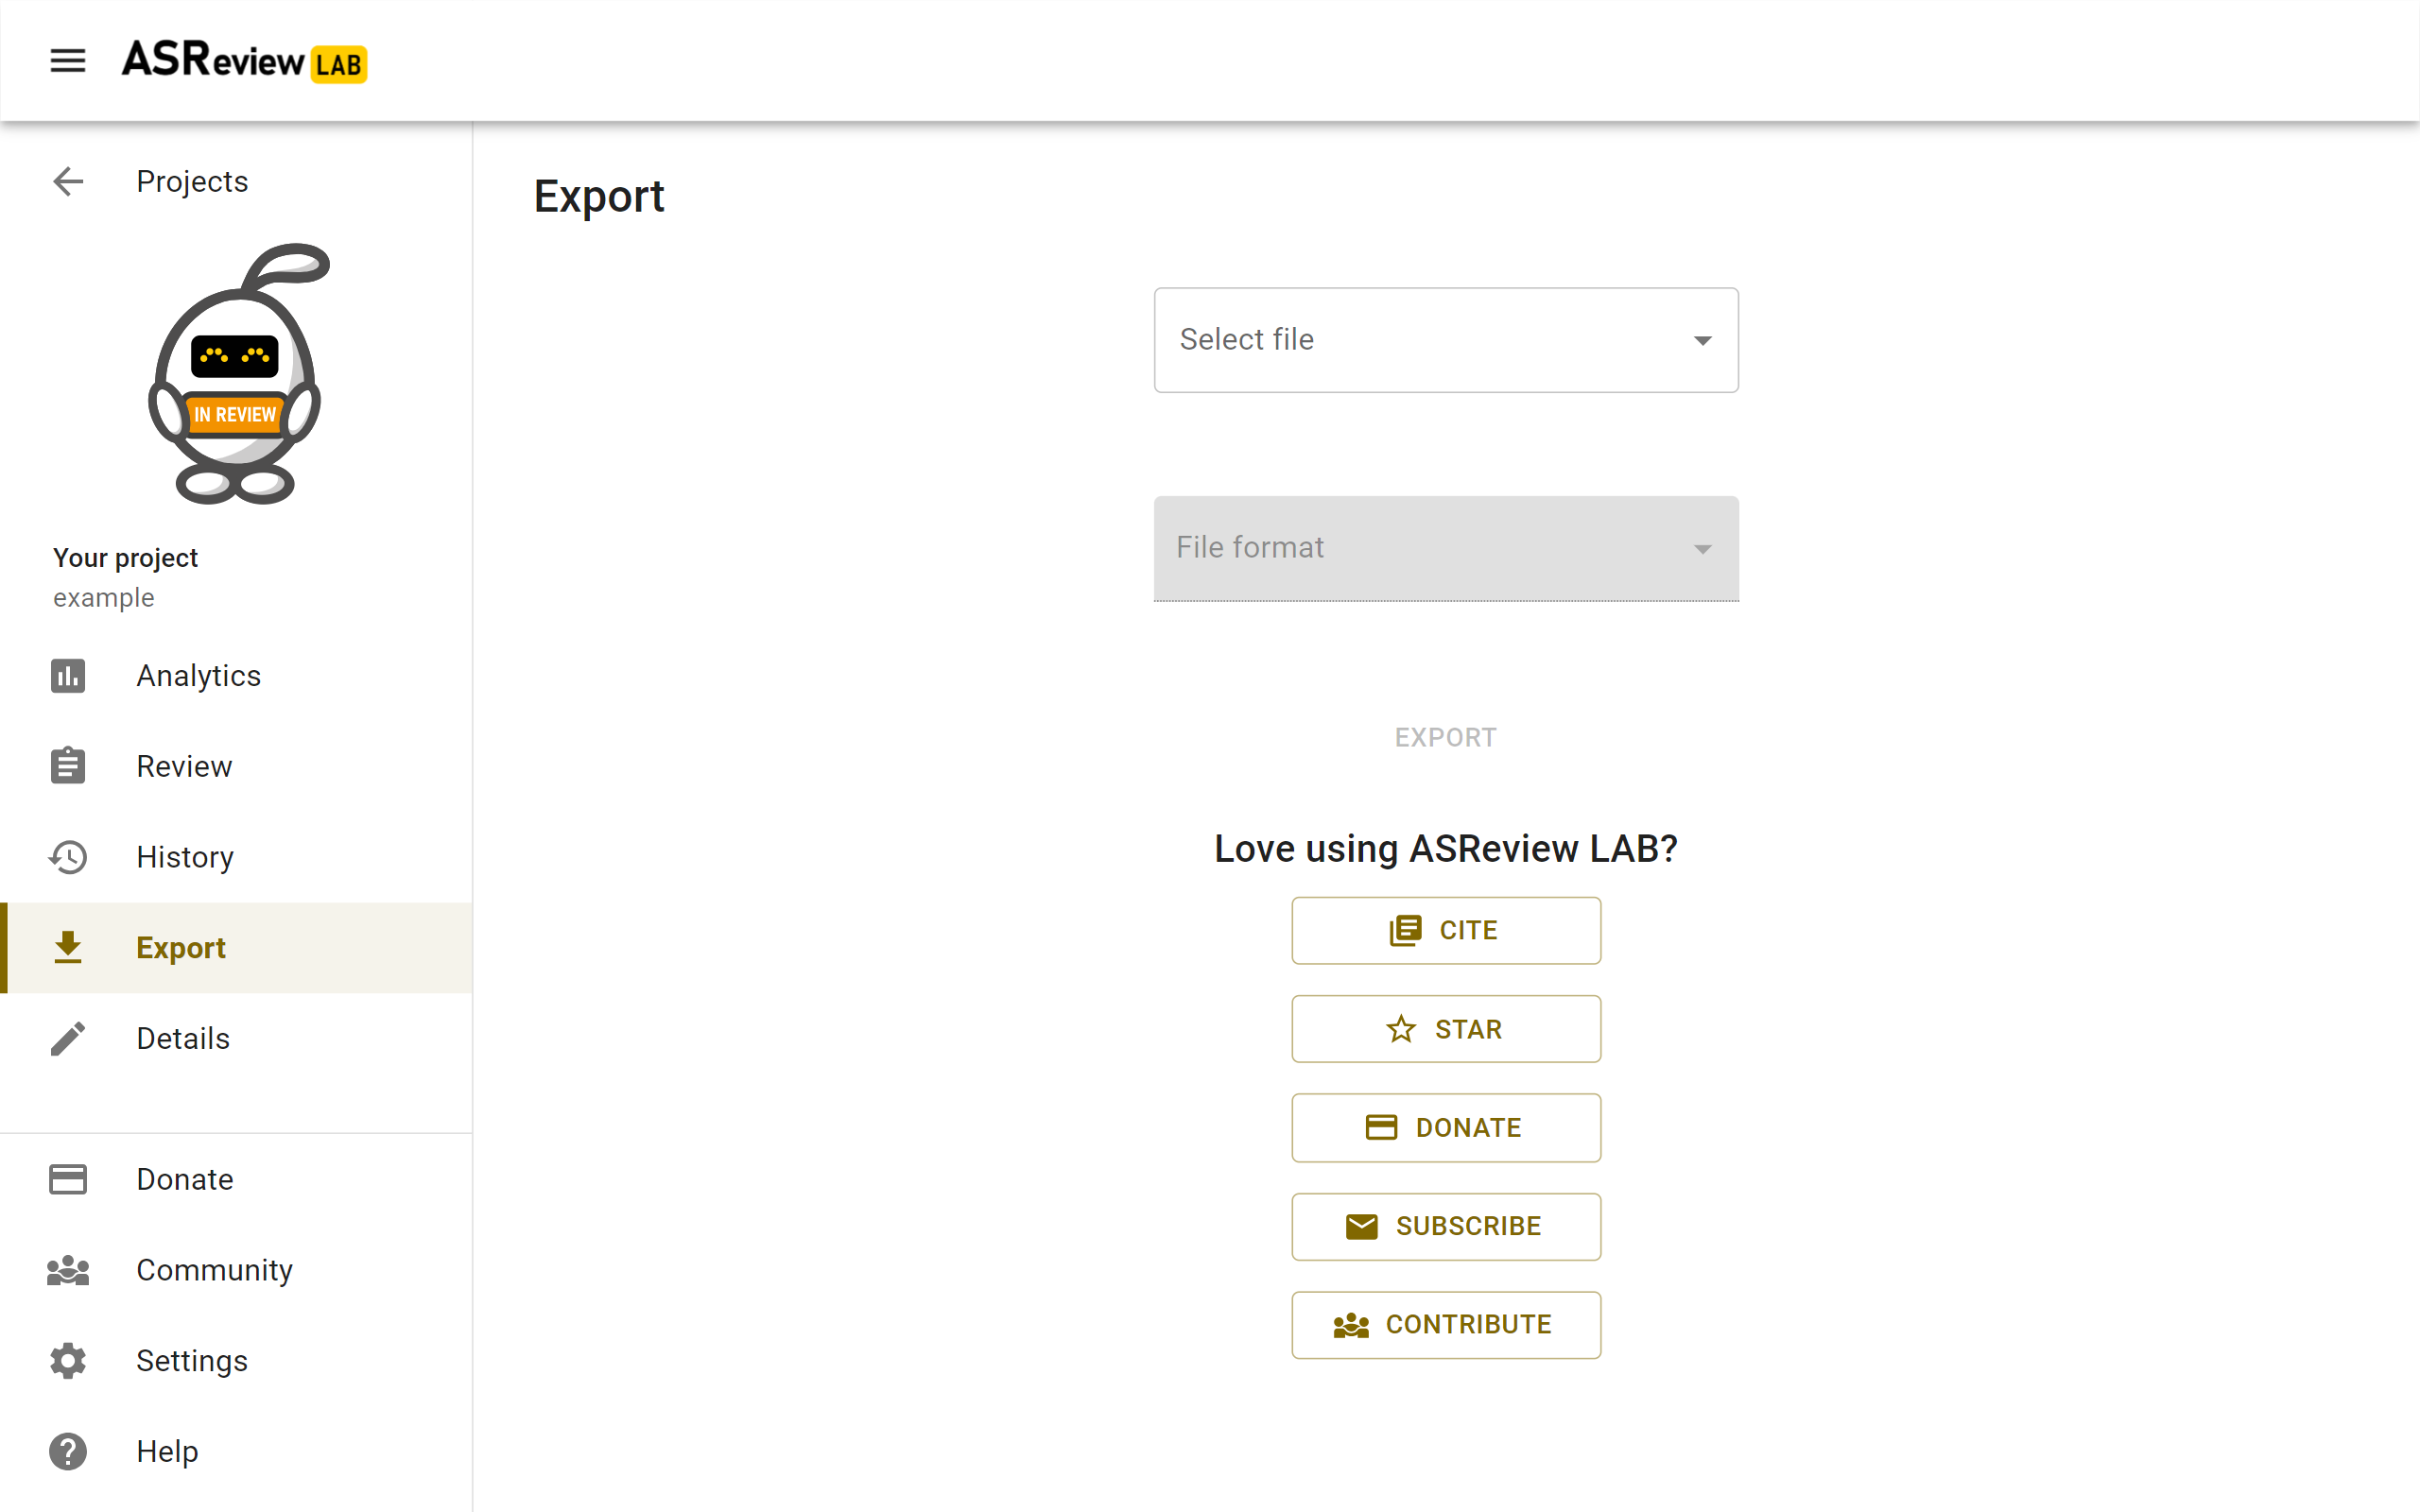 ASReview LAB
Projects
IN REVIEW
Your project
example
Analytics
Review
History
Export
Details
Donate
Community
Settings
Help
Export
Select file
File format
EXPORT
Love using ASReview LAB?
CITE
STAR
DONATE
SUBSCRIBE
CONTRIBUTE